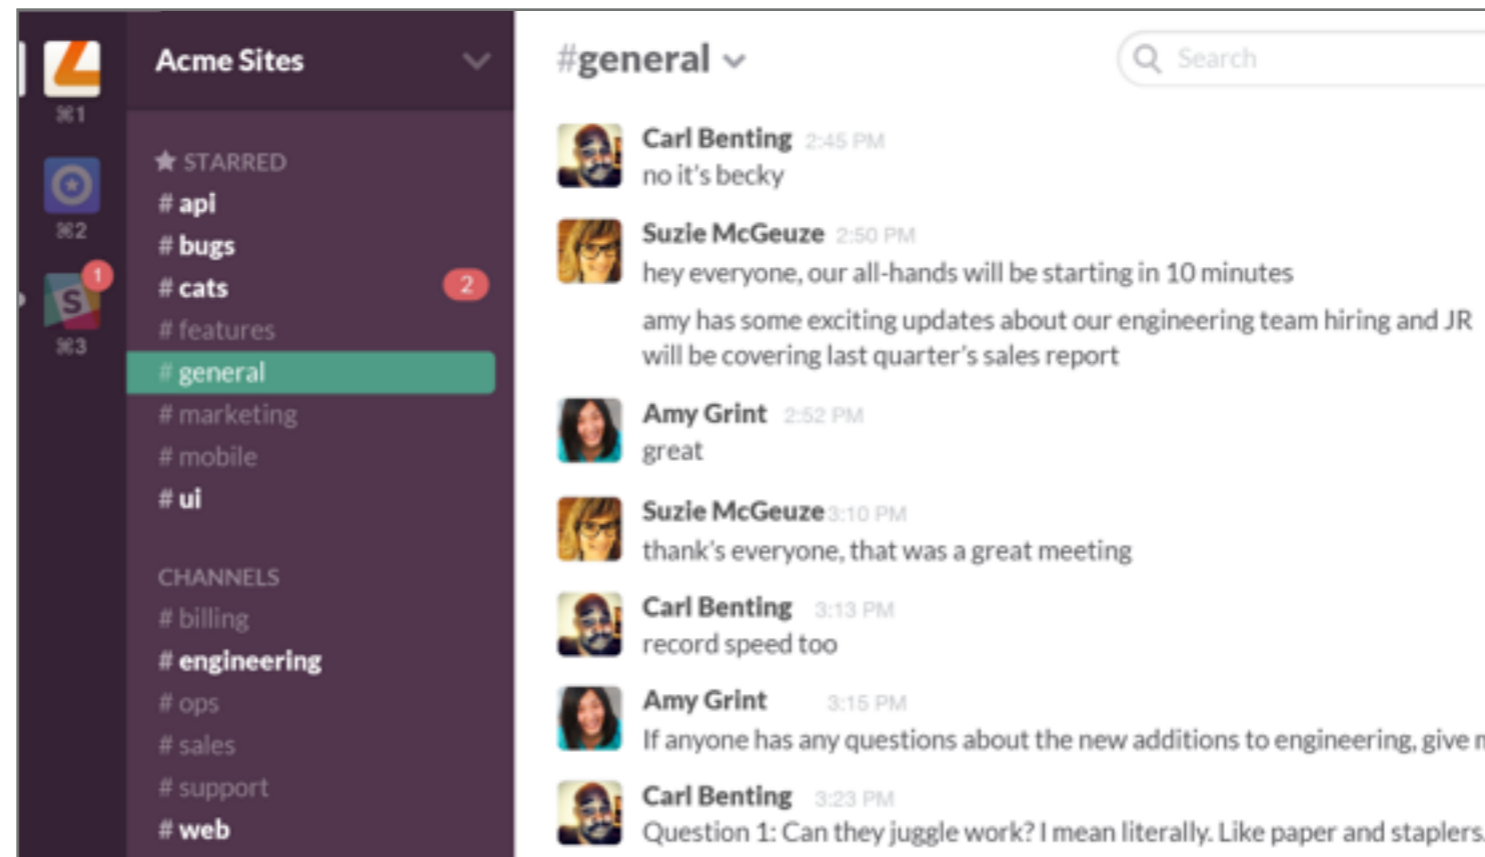 Acme Sites
⌘1
⌘2
1
S
⌘3
STARRED
# api
# bugs
# cats 2
# features
# general
# marketing
# mobile
# ui
CHANNELS
# billing
# engineering
# ops
# sales
# support
# web
#general
Search
Carl Benting 2:45 PM
no it's becky
Suzie McGeuze 2:50 PM
hey everyone, our all-hands will be starting in 10 minutes
amy has some exciting updates about our engineering team hiring and JR
will be covering last quarter's sales report
Amy Grint 2:52 PM
great
Suzie McGeuze 3:10 PM
thank's everyone, that was a great meeting
Carl Benting 3:13 PM
record speed too
Amy Grint 3:15 PM
If anyone has any questions about the new additions to engineering, give
Carl Benting 3:23 PM
Question 1: Can they juggle work? I mean literally. Like paper and staplers.